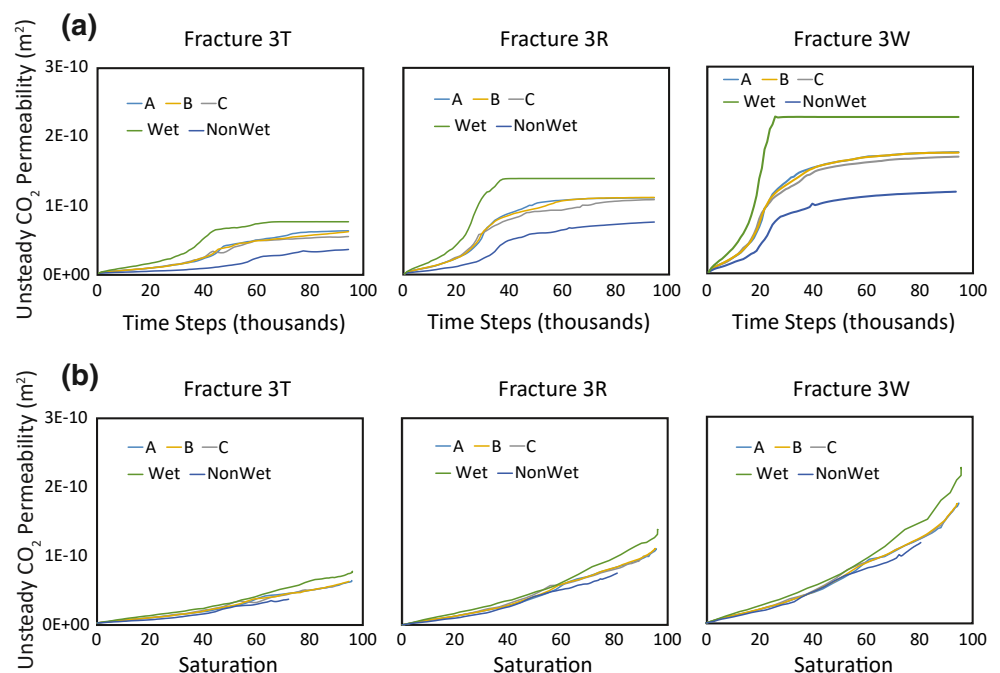 (a)
Fracture 3T
Fracture 3R
Fracture 3W
Unsteady CO₂ Permeability (m²)
3E-10
2E-10
1E-10
0E+00
A B C
Wet NonWet
A B C
Wet NonWet
A B C
Wet NonWet
0 20 40 60 80 100
0 20 40 60 80 100
0 20 40 60 80 100
Time Steps (thousands)
Time Steps (thousands)
Time Steps (thousands)
(b)
Fracture 3T
Fracture 3R
Fracture 3W
Unsteady CO₂ Permeability (m²)
3E-10
2E-10
1E-10
0E+00
A B C
Wet NonWet
A B C
Wet NonWet
A B C
Wet NonWet
0 20 40 60 80 100
0 20 40 60 80 100
0 20 40 60 80 100
Saturation
Saturation
Saturation